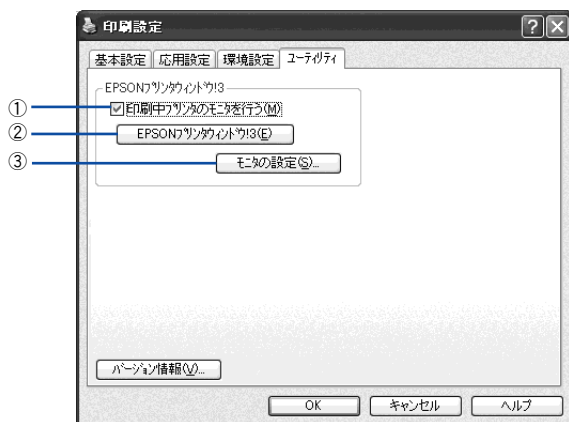 印刷設定
基本設定 応用設定 環境設定 ユーティリティ
EPSONプリンタウィンドウ!3
① 印刷中プリンタのモニタを行う(M)
② EPSONプリンタウィンドウ!3(E)
③ モニタの設定(S)...
バージョン情報(V)...
OK キャンセル ヘルプ